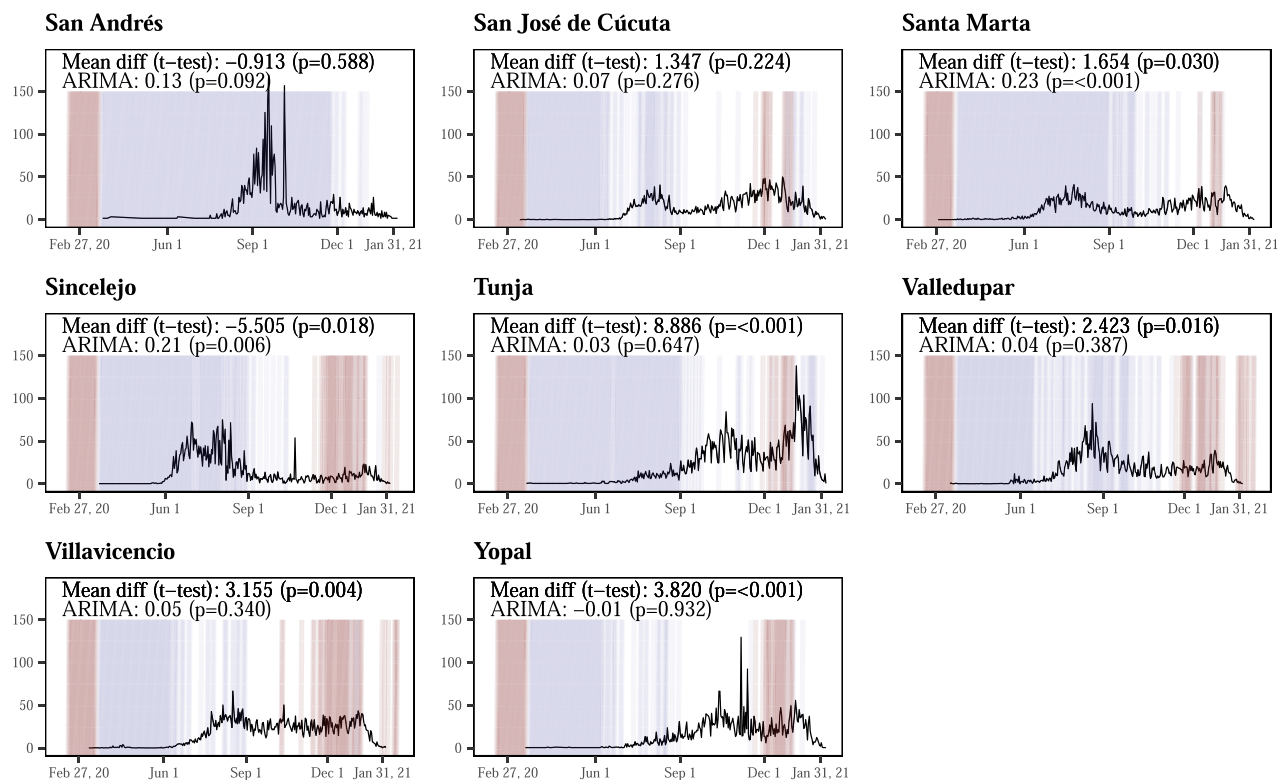 San Andrés
Mean diff (t−test): −0.913 (p=0.588)
ARIMA: 0.13 (p=0.092)
150
100
50
0
Feb 27, 20 Jun 1 Sep 1 Dec 1 Jan 31, 21
San José de Cúcuta
Mean diff (t−test): 1.347 (p=0.224)
ARIMA: 0.07 (p=0.276)
150
100
50
0
Feb 27, 20 Jun 1 Sep 1 Dec 1 Jan 31, 21
Santa Marta
Mean diff (t−test): 1.654 (p=0.030)
ARIMA: 0.23 (p=<0.001)
150
100
50
0
Feb 27, 20 Jun 1 Sep 1 Dec 1 Jan 31, 21
Sincelejo
Mean diff (t−test): −5.505 (p=0.018)
ARIMA: 0.21 (p=0.006)
150
100
50
0
Feb 27, 20 Jun 1 Sep 1 Dec 1 Jan 31, 21
Tunja
Mean diff (t−test): 8.886 (p=<0.001)
ARIMA: 0.03 (p=0.647)
150
100
50
0
Feb 27, 20 Jun 1 Sep 1 Dec 1 Jan 31, 21
Valledupar
Mean diff (t−test): 2.423 (p=0.016)
ARIMA: 0.04 (p=0.387)
150
100
50
0
Feb 27, 20 Jun 1 Sep 1 Dec 1 Jan 31, 21
Villavicencio
Mean diff (t−test): 3.155 (p=0.004)
ARIMA: 0.05 (p=0.340)
150
100
50
0
Feb 27, 20 Jun 1 Sep 1 Dec 1 Jan 31, 21
Yopal
Mean diff (t−test): 3.820 (p=<0.001)
ARIMA: −0.01 (p=0.932)
150
100
50
0
Feb 27, 20 Jun 1 Sep 1 Dec 1 Jan 31, 21